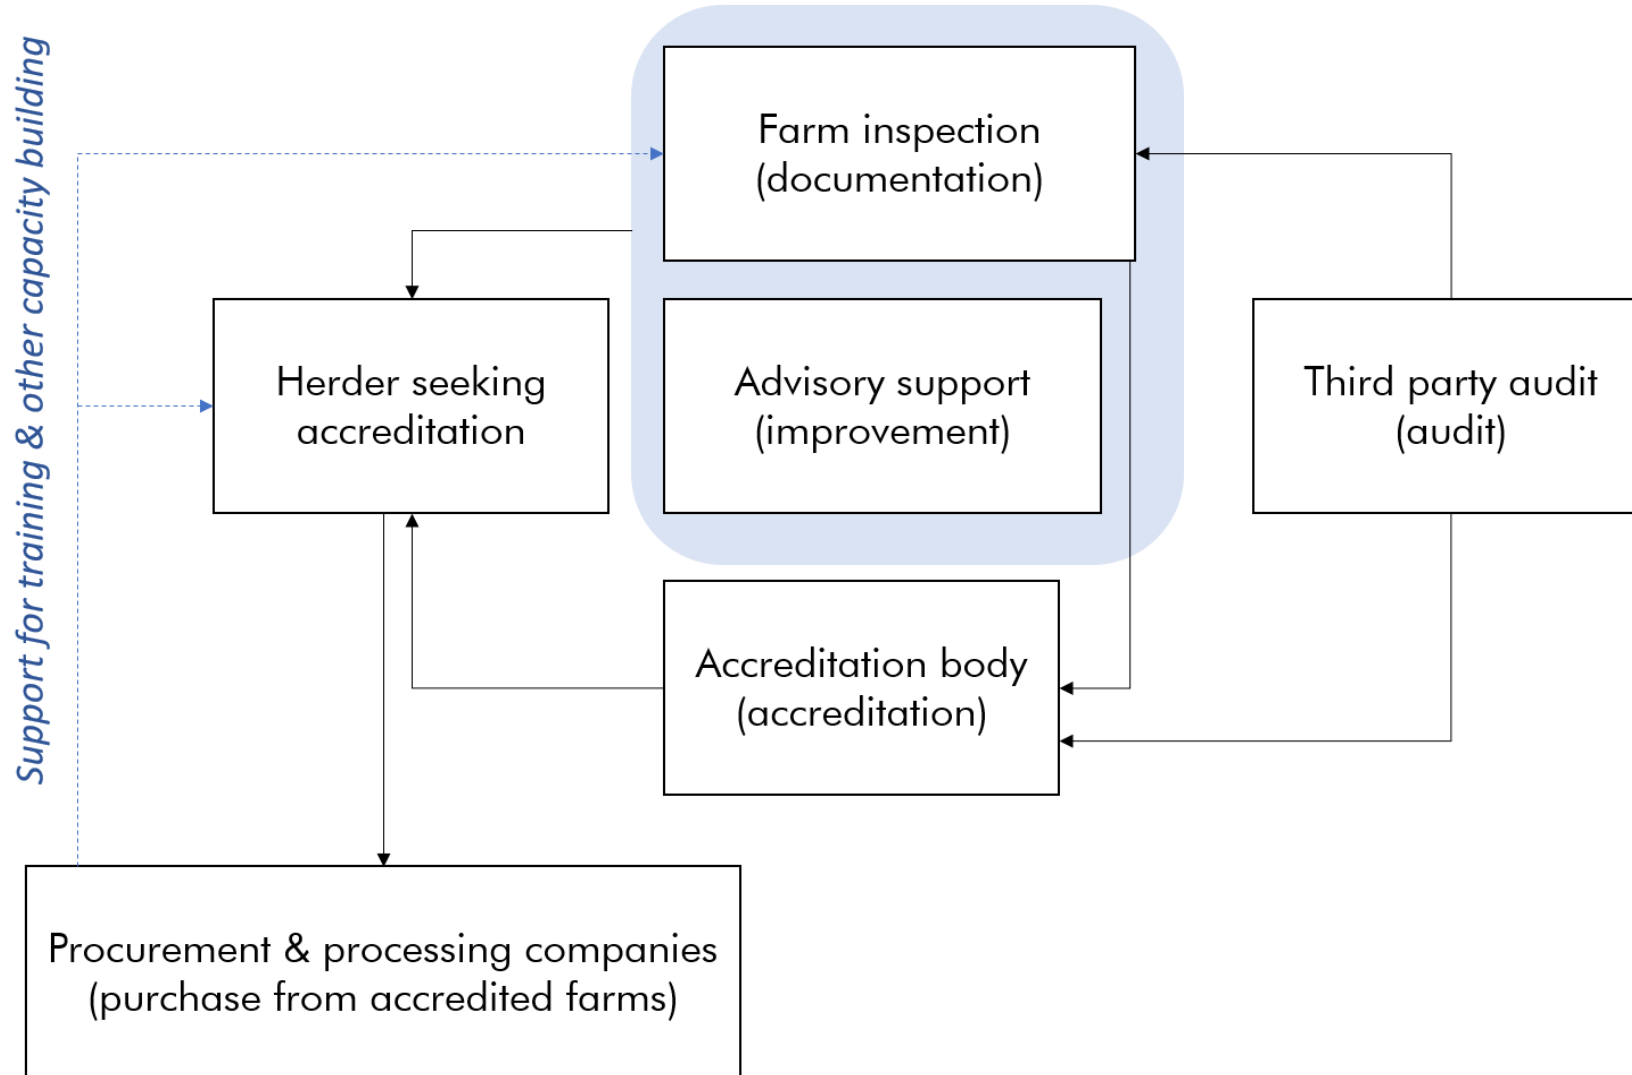 Support for training & other capacity building
Farm inspection
(documentation)
Herder seeking
accreditation
Advisory support
(improvement)
Third party audit
(audit)
Accreditation body
(accreditation)
Procurement & processing companies
(purchase from accredited farms)